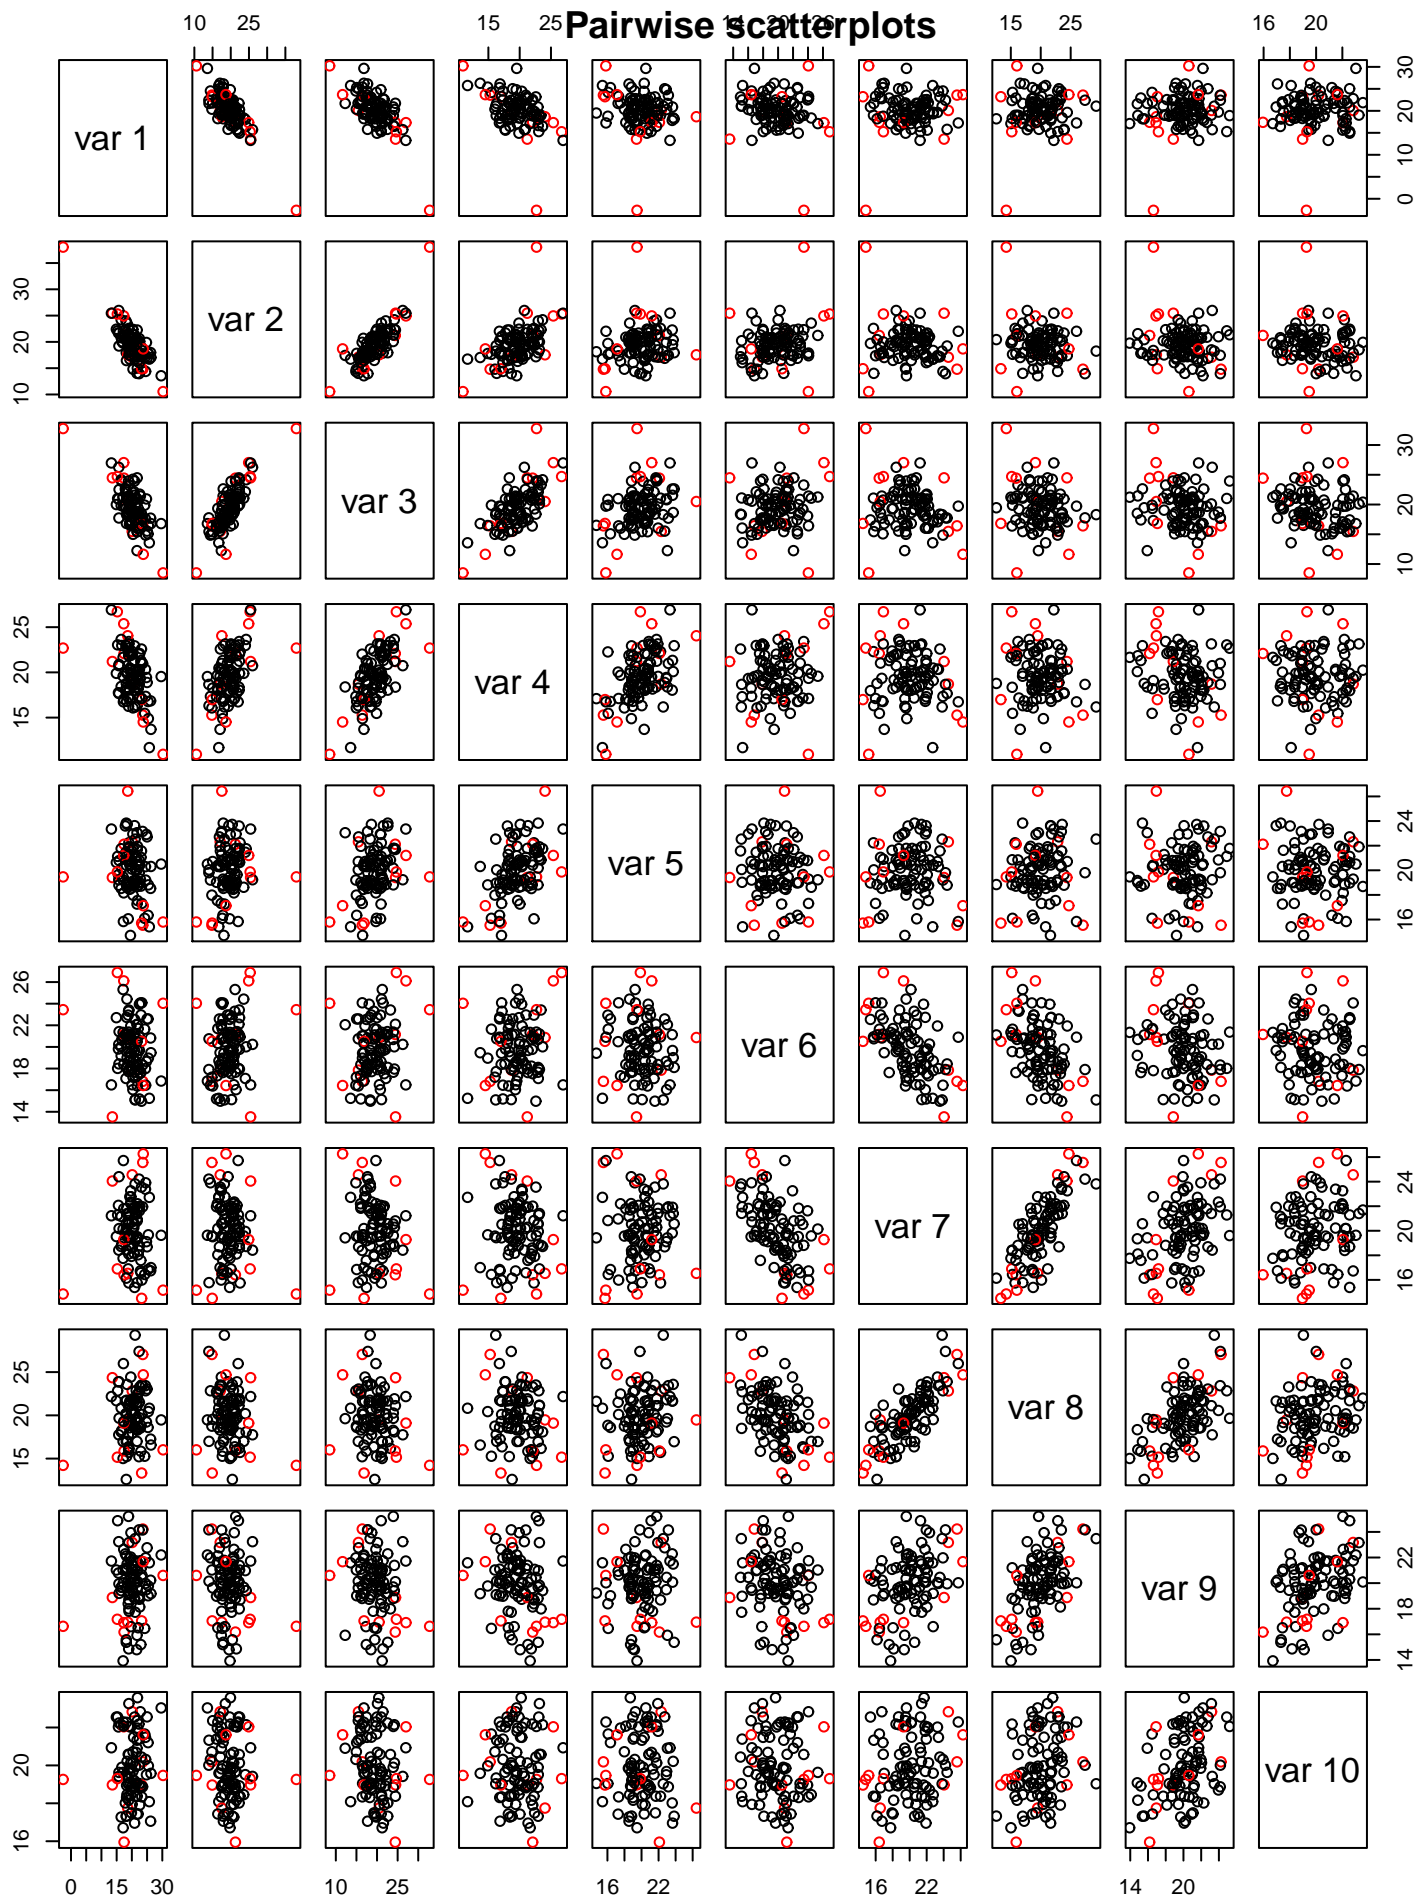 Pairwise scatterplots
10 25 15 25 14 20 26 15 25 16 20
var 1
30 20 10 0
30 20 10
var 2
var 3
30 20 10
25 15
var 4
var 5
24 20 16
26 22 18 14
var 6
var 7
24 20 16
25 20 15
var 8
var 9
22 18 14
20 16
var 10
0 15 30 10 25 16 22 16 22 14 20